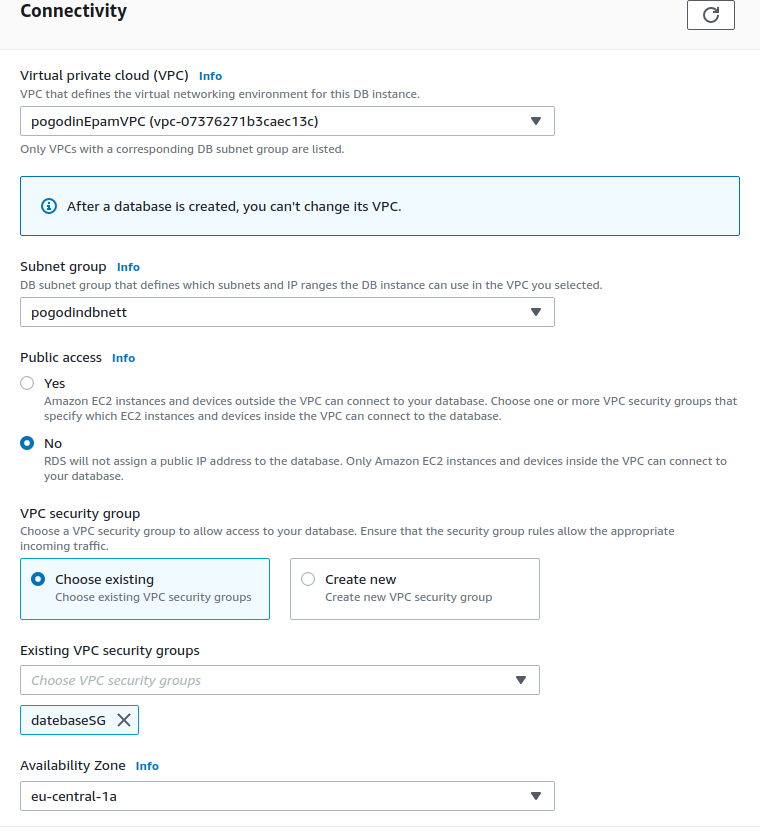 Connectivity
Virtual private cloud (VPC) Info
VPC that defines the virtual networking environment for this DB instance.
pogodinEpamVPC (vpc-07376271b3caec13c)
Only VPCs with a corresponding DB subnet group are listed.
After a database is created, you can't change its VPC.
Subnet group Info
DB subnet group that defines which subnets and IP ranges the DB instance can use in the VPC you selected.
pogodindbnett
Public access Info
Yes
Amazon EC2 instances and devices outside the VPC can connect to your database. Choose one or more VPC security groups that
specify which EC2 instances and devices inside the VPC can connect to the database.
No
RDS will not assign a public IP address to the database. Only Amazon EC2 instances and devices inside the VPC can connect to
your database.
VPC security group
Choose a VPC security group to allow access to your database. Ensure that the security group rules allow the appropriate
incoming traffic.
Choose existing
Choose existing VPC security groups
Create new
Create new VPC security group
Existing VPC security groups
Choose VPC security groups
datebaseSG
Availability Zone Info
eu-central-1a